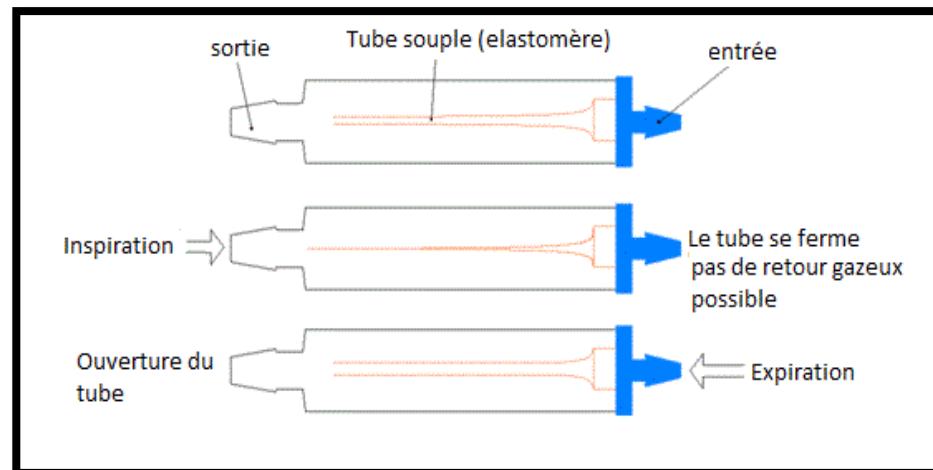 sortie
Tube souple (elastomère)
entrée
Inspiration
Le tube se ferme
pas de retour gazeux
possible
Ouverture du
tube
Expiration